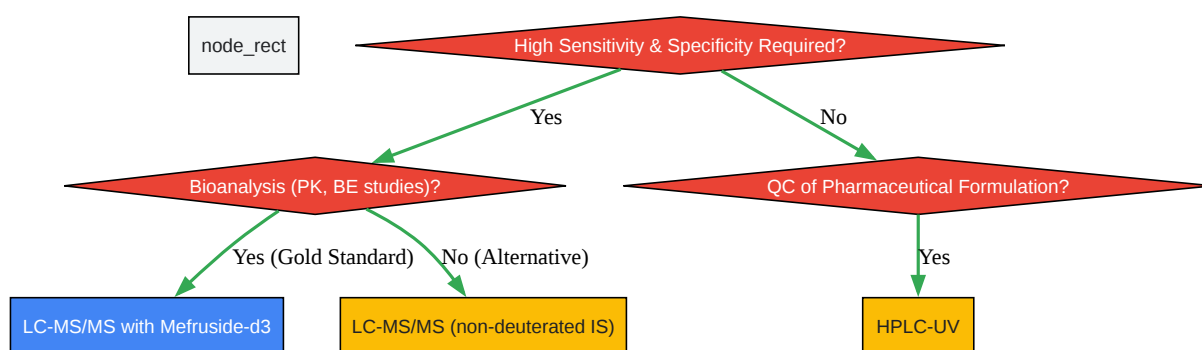 node_rect
High Sensitivity & Specificity Required?
Yes
No
Bioanalysis (PK, BE studies)?
QC of Pharmaceutical Formulation?
Yes (Gold Standard)
No (Alternative)
Yes
LC-MS/MS with Mefruside-d3
LC-MS/MS (non-deuterated IS)
HPLC-UV